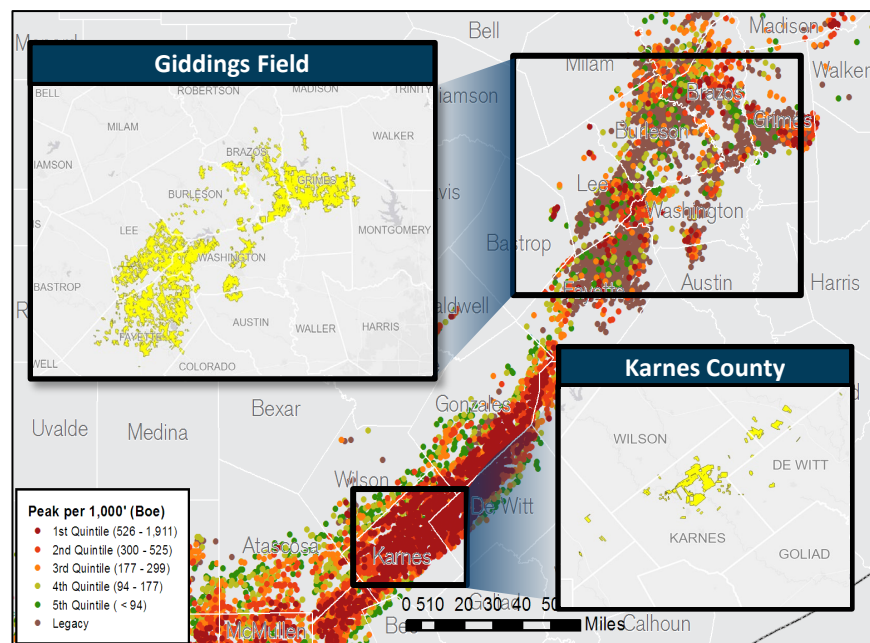 Bell
Madison
Milam
Walker
Brazos
Grimes
Burleson
Lee
Washington
Bastrop
Fayette
Austin
Harris
Giddings Field
BELL
ROBERTSON
MADISON
TRINITY
MILAM
WALKER
BRAZOS
GRIMES
BURLESON
LEE
MONTGOMERY
WASHINGTON
BASTROP
AUSTIN
WALLER
HARRIS
FAYETTE
COLORADO
Gonzales
Bexar
Uvalde
Medina
Wilson
De Witt
Atascosa
Karnes
McMullen
Calhoun
Karnes County
WILSON
DE WITT
KARNES
GOLIAD
Peak per 1,000' (Boe)
1st Quintile (526 - 1,911)
2nd Quintile (300 - 525)
3rd Quintile (177 - 299)
4th Quintile (94 - 177)
5th Quintile ( < 94)
Legacy
0 5 10 20 30 40
Miles